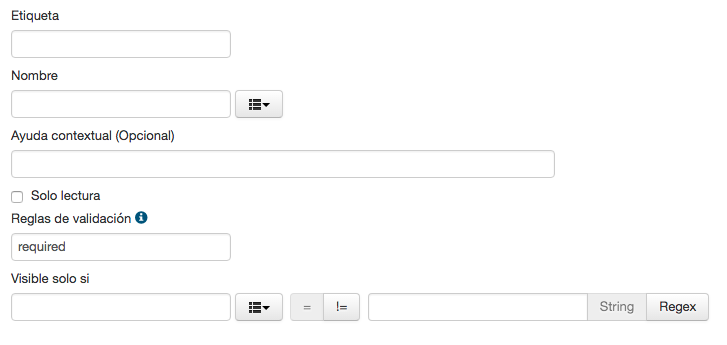 Etiqueta
Nombre
Ayuda contextual (Opcional)
Solo lectura
Reglas de validación
required
Visible solo si
= != String Regex